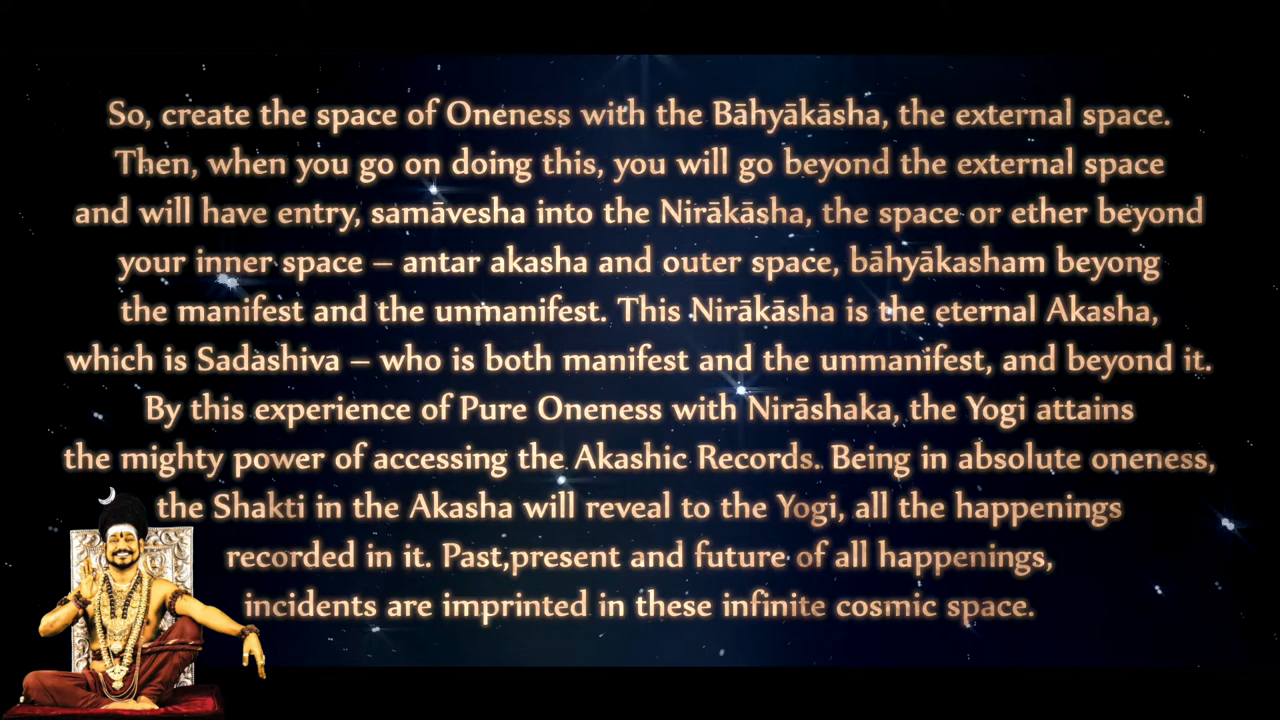 So, create the space of Oneness with the Bāhyākāsha, the external space.
Then, when you go on doing this, you will go beyond the external space
and will have entry, samāvesha into the Nirākāsha, the space or ether beyond
your inner space – antar akasha and outer space, bāhyākasham beyong
the manifest and the unmanifest. This Nirākāsha is the eternal Akasha,
which is Sadashiva – who is both manifest and the unmanifest, and beyond it.
By this experience of Pure Oneness with Nirāshaka, the Yogi attains
the mighty power of accessing the Akashic Records. Being in absolute oneness,
the Shakti in the Akasha will reveal to the Yogi, all the happenings
recorded in it. Past,present and future of all happenings,
incidents are imprinted in these infinite cosmic space.